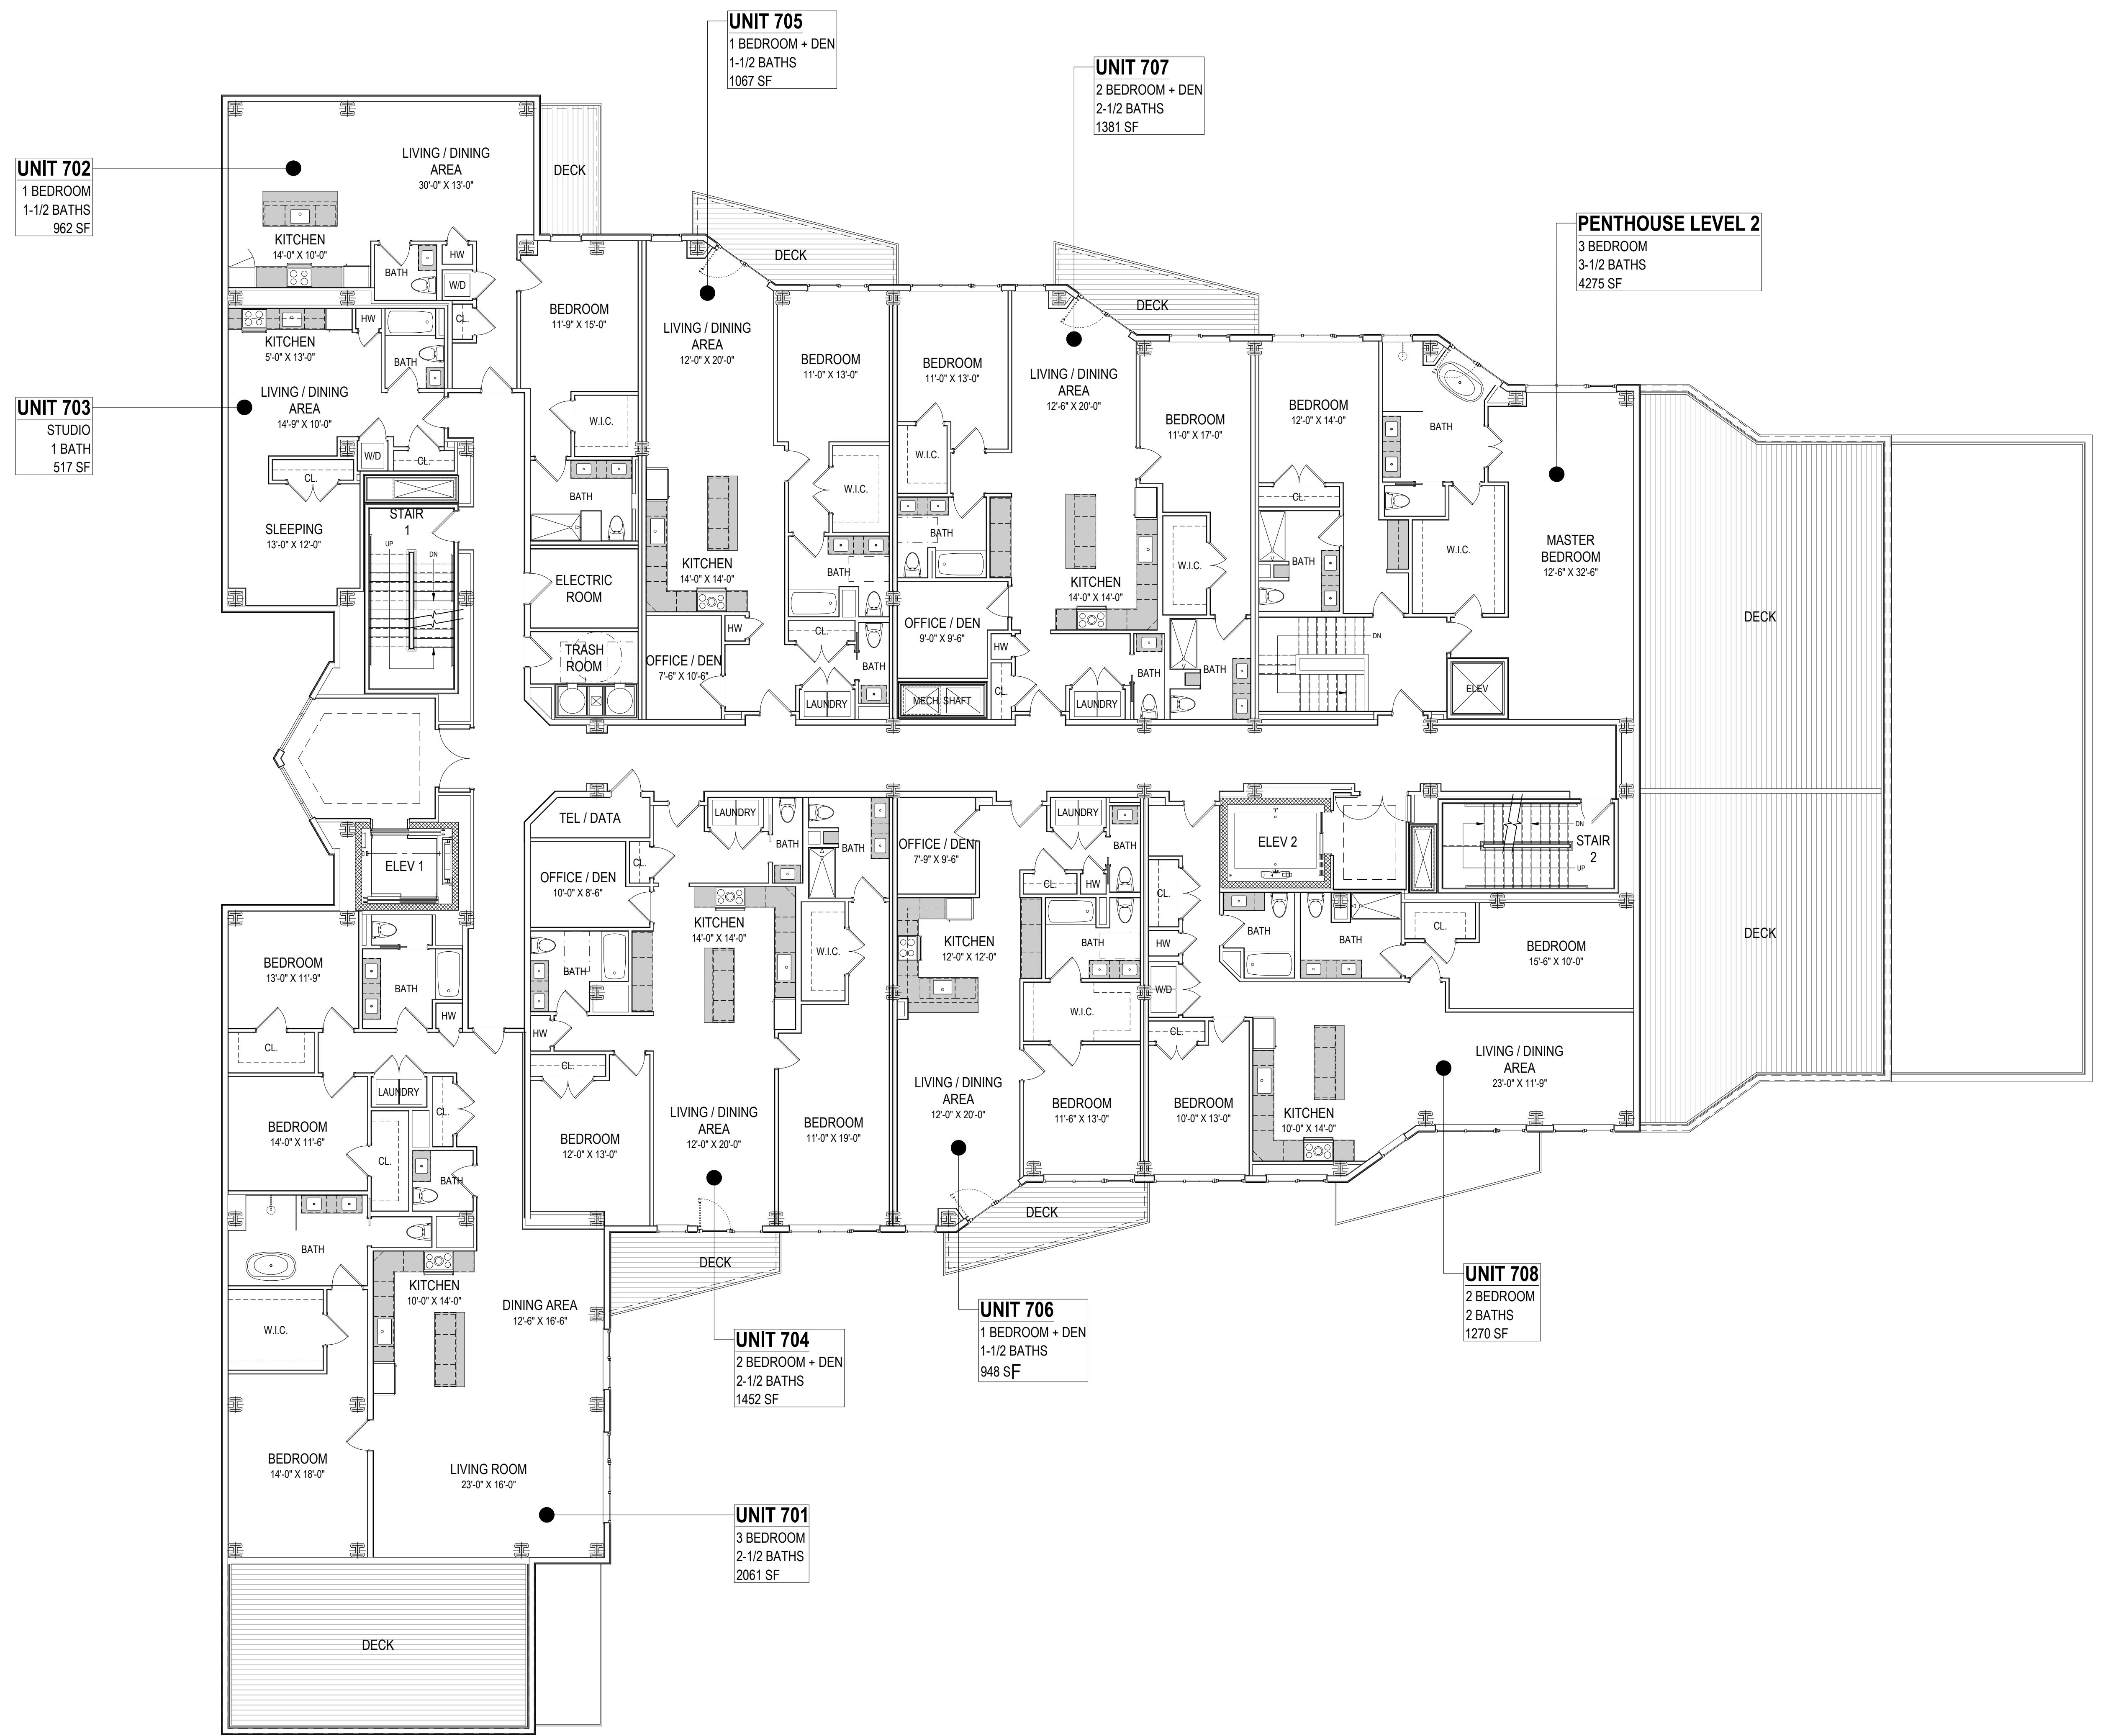 UNIT 705
1 BEDROOM + DEN
1-1/2 BATHS
1067 SF
UNIT 707
2 BEDROOM + DEN
2-1/2 BATHS
1381 SF
UNIT 702
1 BEDROOM
1-1/2 BATHS
962 SF
PENTHOUSE LEVEL 2
3 BEDROOM
3-1/2 BATHS
4275 SF
UNIT 703
STUDIO
1 BATH
517 SF
LIVING / DINING
AREA
30'-0" X 13'-0"
DECK
KITCHEN
14'-0" X 10'-0"
BATH
HW
W/D
CL.
BEDROOM
11'-9" X 15'-0"
W.I.C.
BATH
KITCHEN
5'-0" X 13'-0"
HW
BATH
LIVING / DINING
AREA
14'-9" X 10'-0"
W/D
CL.
CL.
SLEEPING
13'-0" X 12'-0"
STAIR
1
UP
DN
ELECTRIC
ROOM
TRASH
ROOM
DECK
LIVING / DINING
AREA
12'-0" X 20'-0"
BEDROOM
11'-0" X 13'-0"
W.I.C.
KITCHEN
14'-0" X 14'-0"
BATH
HW
CL.
OFFICE / DEN
7'-6" X 10'-6"
BATH
LAUNDRY
DECK
BEDROOM
11'-0" X 13'-0"
LIVING / DINING
AREA
12'-6" X 20'-0"
BEDROOM
11'-0" X 17'-0"
W.I.C.
BATH
W.I.C.
KITCHEN
14'-0" X 14'-0"
OFFICE / DEN
9'-0" X 9'-6"
HW
BATH
BATH
CL.
MECH. SHAFT
LAUNDRY
BEDROOM
12'-0" X 14'-0"
BATH
CL.
BATH
W.I.C.
MASTER
BEDROOM
12'-6" X 32'-6"
DN
ELEV
DECK
DECK
ELEV 1
TEL / DATA
LAUNDRY
BATH
BATH
CL.
OFFICE / DEN
10'-0" X 8'-6"
KITCHEN
14'-0" X 14'-0"
W.I.C.
BATH
HW
CL.
LIVING / DINING
AREA
12'-0" X 20'-0"
BEDROOM
12'-0" X 13'-0"
BEDROOM
11'-0" X 19'-0"
DECK
OFFICE / DEN
7'-9" X 9'-6"
LAUNDRY
BATH
CL.
HW
KITCHEN
12'-0" X 12'-0"
BATH
W.I.C.
LIVING / DINING
AREA
12'-0" X 20'-0"
BEDROOM
11'-6" X 13'-0"
DECK
ELEV 2
DN
STAIR
2
UP
CL.
HW
W/D
CL.
BATH
BATH
CL.
BEDROOM
15'-6" X 10'-0"
BEDROOM
10'-0" X 13'-0"
KITCHEN
10'-0" X 14'-0"
LIVING / DINING
AREA
23'-0" X 11'-9"
BEDROOM
13'-0" X 11'-9"
BATH
HW
CL.
LAUNDRY
CL.
BEDROOM
14'-0" X 11'-6"
CL.
BATH
BATH
KITCHEN
10'-0" X 14'-0"
DINING AREA
12'-6" X 16'-6"
W.I.C.
BEDROOM
14'-0" X 18'-0"
LIVING ROOM
23'-0" X 16'-0"
DECK
UNIT 708
2 BEDROOM
2 BATHS
1270 SF
UNIT 706
1 BEDROOM + DEN
1-1/2 BATHS
948 SF
UNIT 704
2 BEDROOM + DEN
2-1/2 BATHS
1452 SF
UNIT 701
3 BEDROOM
2-1/2 BATHS
2061 SF